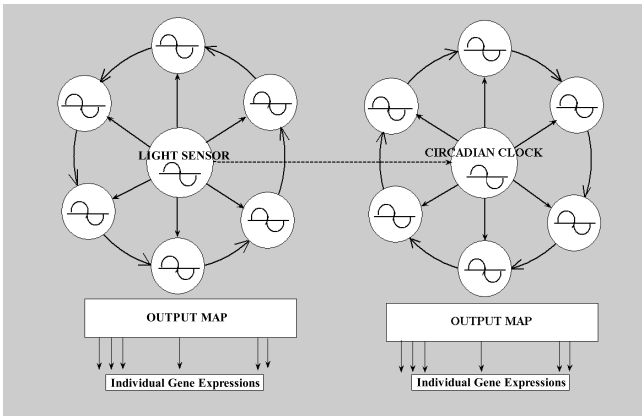 LIGHT SENSOR
CIRCADIAN CLOCK
OUTPUT MAP
OUTPUT MAP
Individual Gene Expressions
Individual Gene Expressions